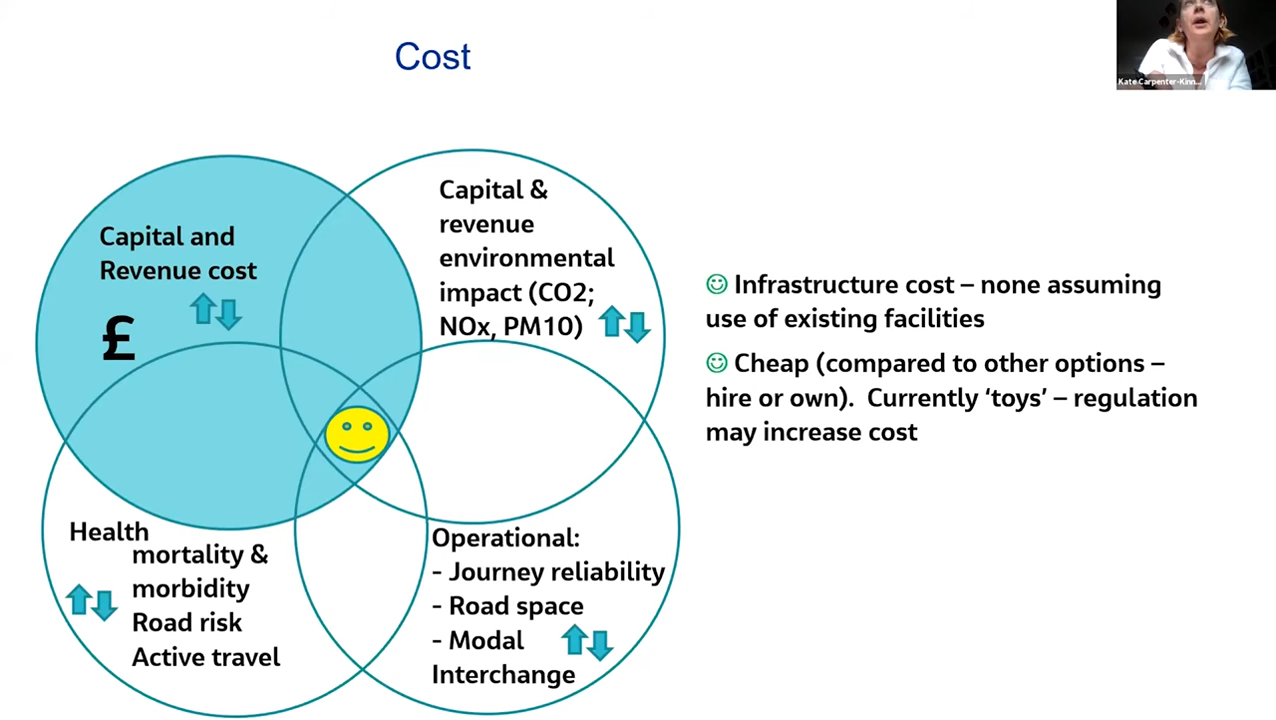 Cost
Kate Carpenter-Kinn...
Capital and
Revenue cost
£
Capital &
revenue
environmental
impact (CO2;
NOx, PM10)
Health
mortality &
morbidity
Road risk
Active travel
Operational:
- Journey reliability
- Road space
- Modal
Interchange
Infrastructure cost – none assuming
use of existing facilities
Cheap (compared to other options –
hire or own). Currently ‘toys’ – regulation
may increase cost